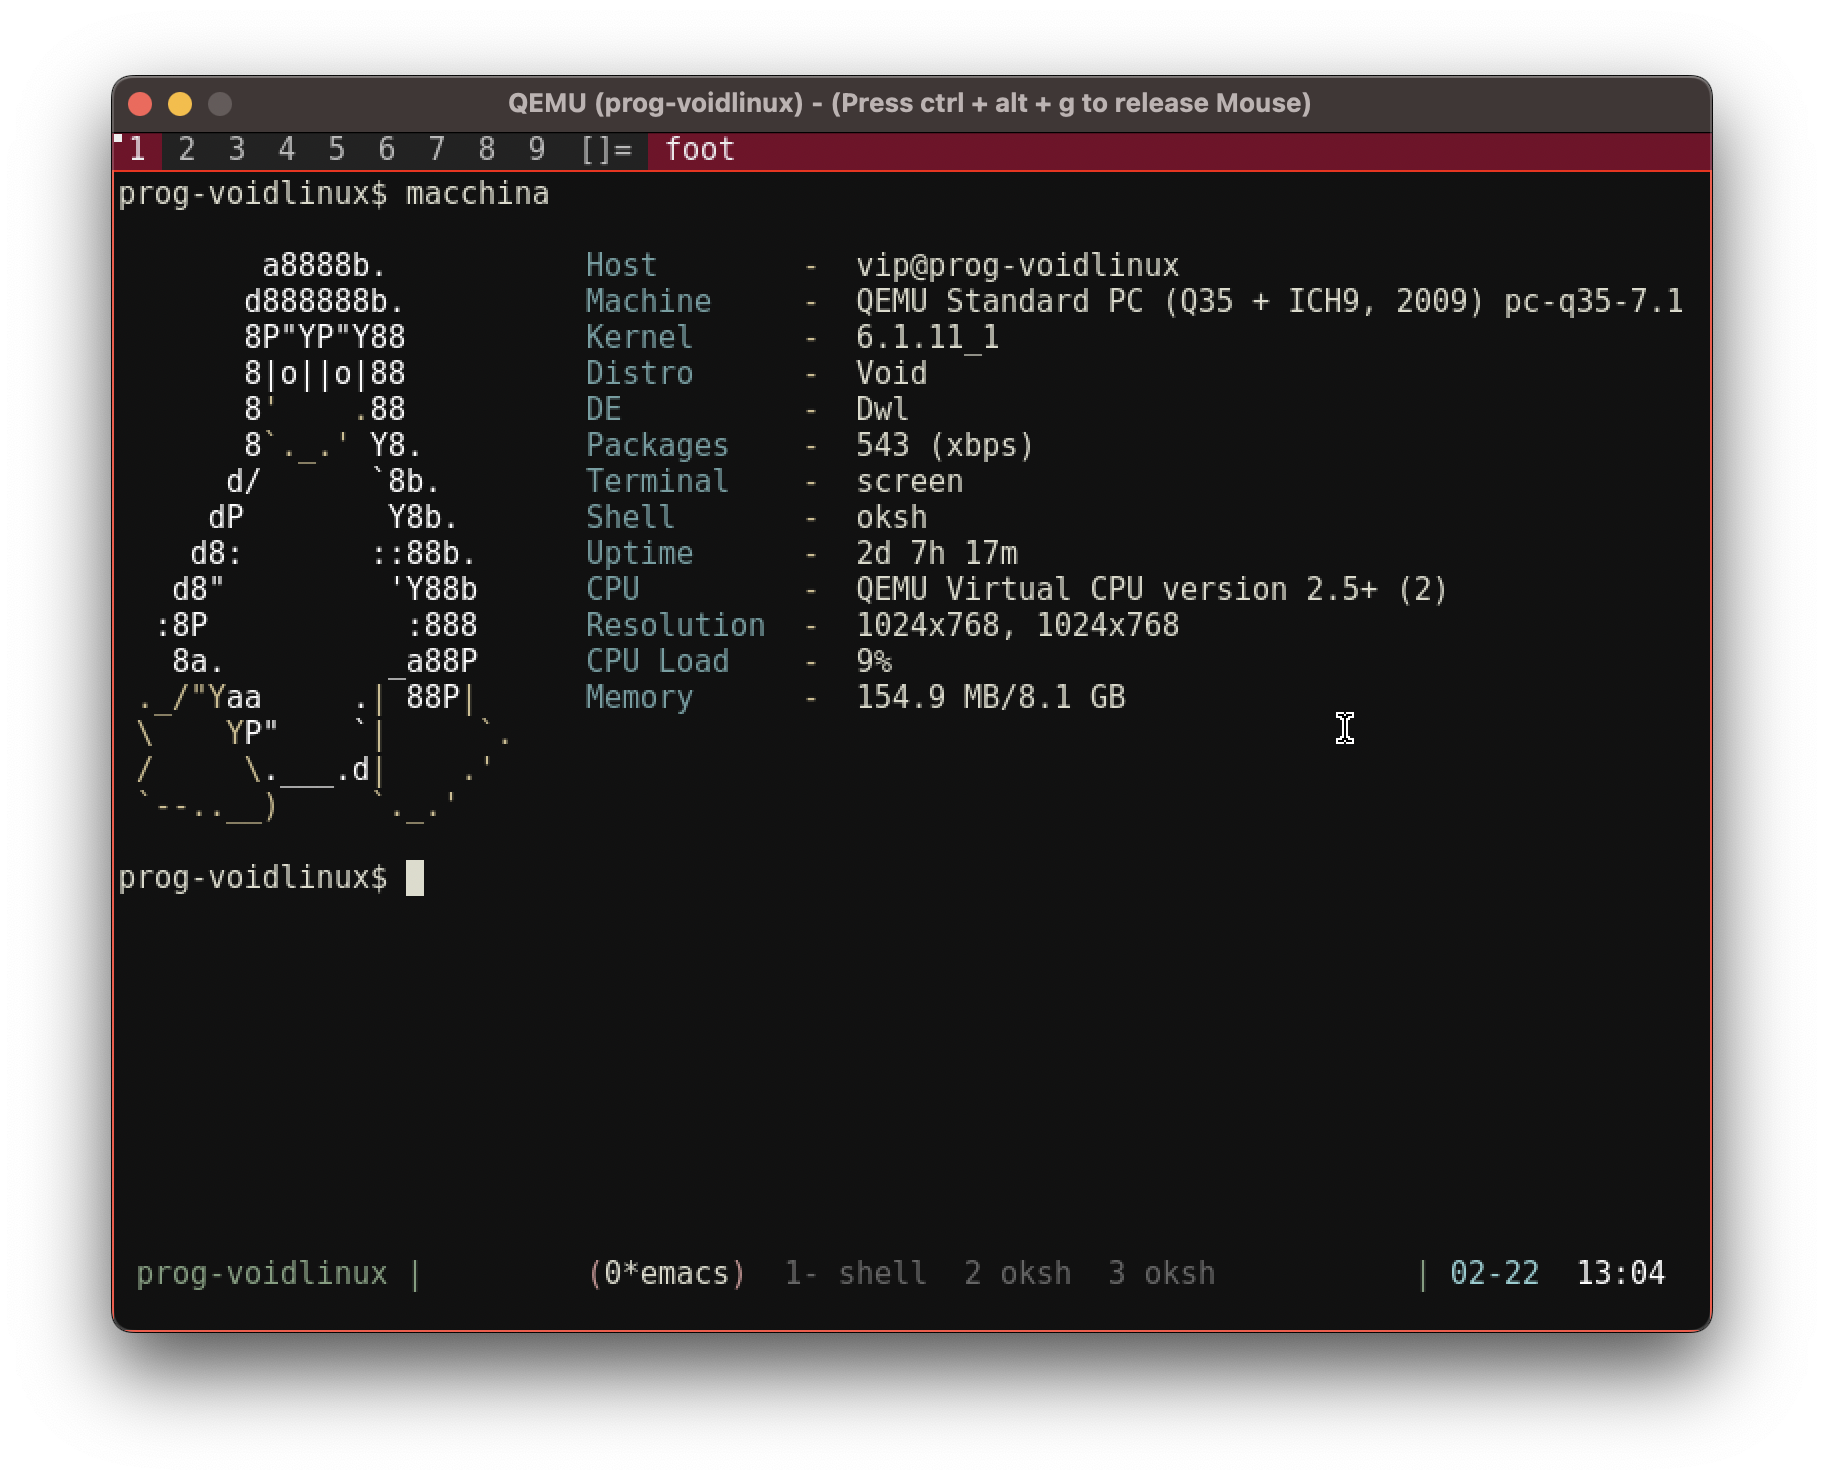 QEMU (prog-voidlinux) - (Press ctrl + alt + g to release Mouse)
1 2 3 4 5 6 7 8 9 []= foot
prog-voidlinux$ macchina
        a8888b.           Host        -  vip@prog-voidlinux
       d888888b.          Machine     -  QEMU Standard PC (Q35 + ICH9, 2009) pc-q35-7.1
       8P"YP"Y88          Kernel      -  6.1.11_1
       8|o||o|88          Distro      -  Void
       8'    .88          DE          -  Dwl
       8`._.' Y8.         Packages    -  543 (xbps)
      d/      `8b.        Terminal    -  screen
     dP        Y8b.       Shell       -  oksh
    d8:       ::88b.      Uptime      -  2d 7h 17m
   d8"         'Y88b      CPU         -  QEMU Virtual CPU version 2.5+ (2)
  :8P           :888      Resolution  -  1024x768, 1024x768
   8a.         _a88P      CPU Load    -  9%
 ._/"Yaa     .| 88P|      Memory      -  154.9 MB/8.1 GB
 \    YP"    `|     `.
 /     \.___.d|    .'
 `--..__)     `._.'
prog-voidlinux$
prog-voidlinux | (0*emacs) 1- shell 2 oksh 3 oksh | 02-22 13:04